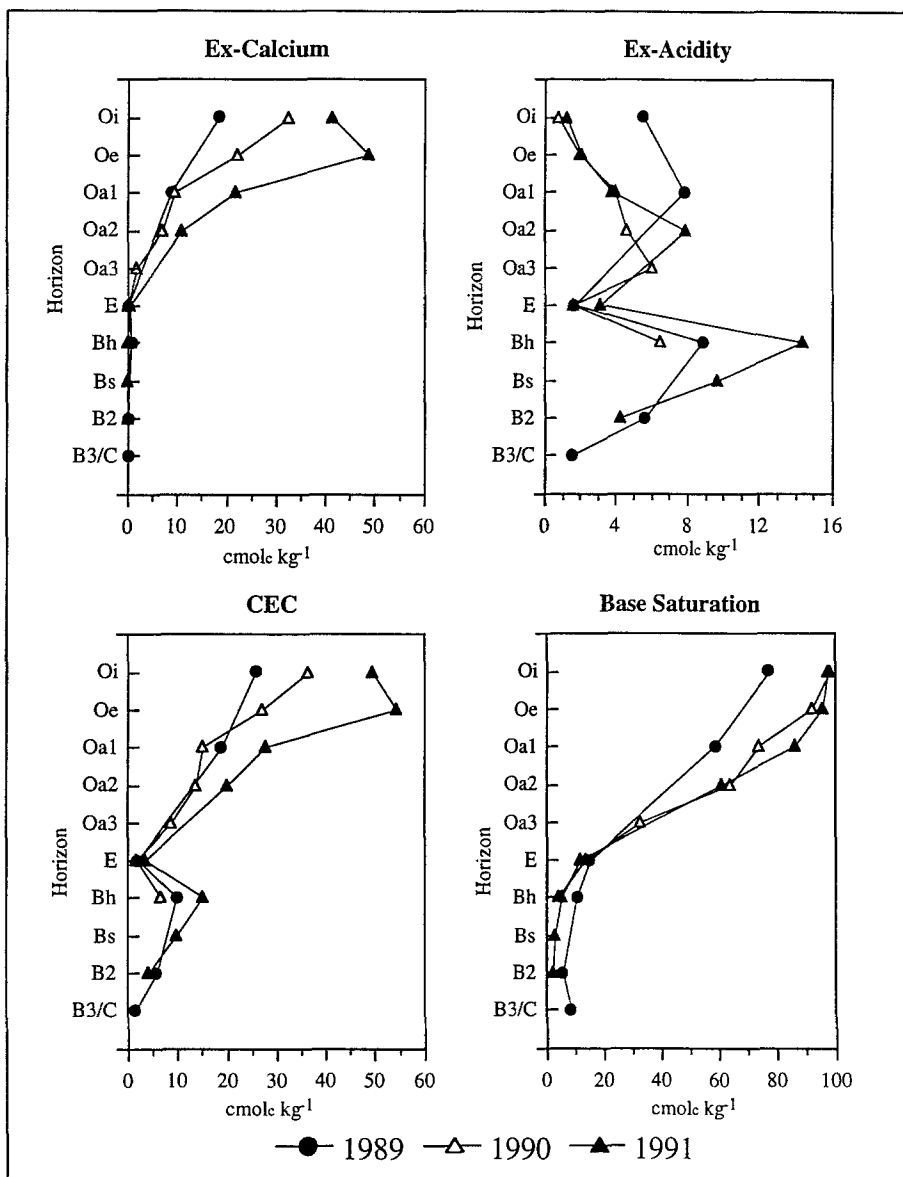 Ex-Calcium
Horizon
Oi
Oe
Oa1
Oa2
Oa3
E
Bh
Bs
B2
B3/C
0 10 20 30 40 50 60
cmolc kg-1
Ex-Acidity
Horizon
Oi
Oe
Oa1
Oa2
Oa3
E
Bh
Bs
B2
B3/C
0 4 8 12 16
cmolc kg-1
CEC
Horizon
Oi
Oe
Oa1
Oa2
Oa3
E
Bh
Bs
B2
B3/C
0 10 20 30 40 50 60
cmolc kg-1
Base Saturation
Horizon
Oi
Oe
Oa1
Oa2
Oa3
E
Bh
Bs
B2
B3/C
0 20 40 60 80 100
cmolc kg-1
1989 1990 1991